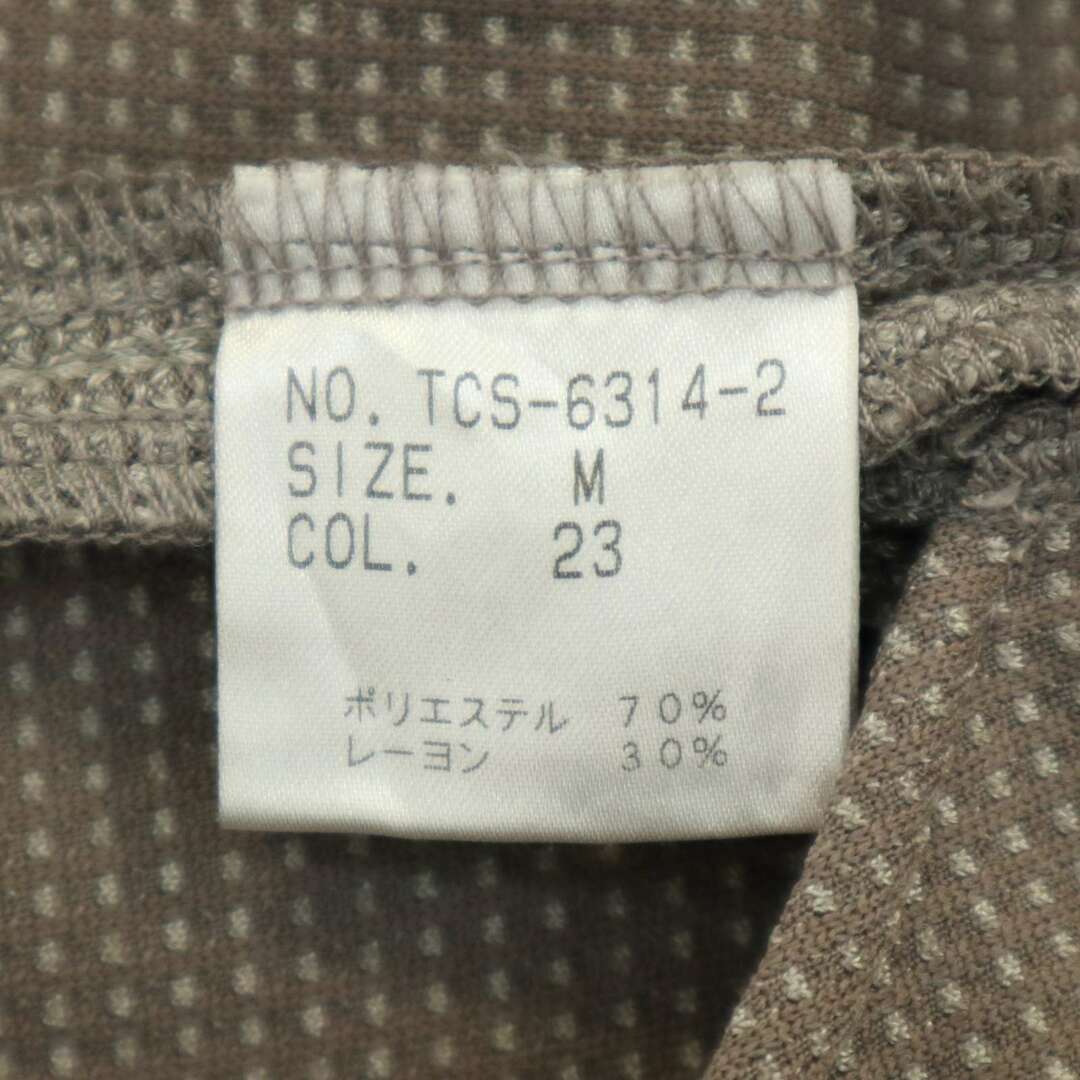 NO. TCS-6314-2
SIZE. M
COL. 23
ポリエステル 70%
レーヨン 30%